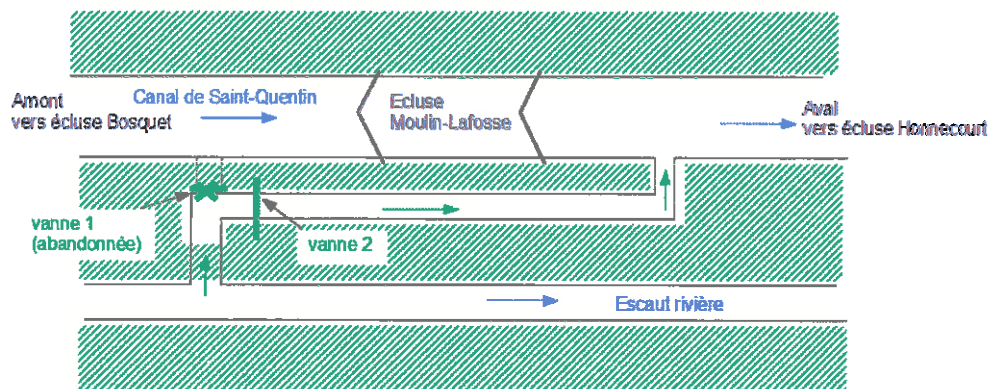 Amont
vers écluse Bosquet
Canal de Saint-Quentin
Ecluse
Moulin-Lafosse
Aval
vers écluse Honnecourt
vanne 1
(abandonnée)
vanne 2
Escaut rivière